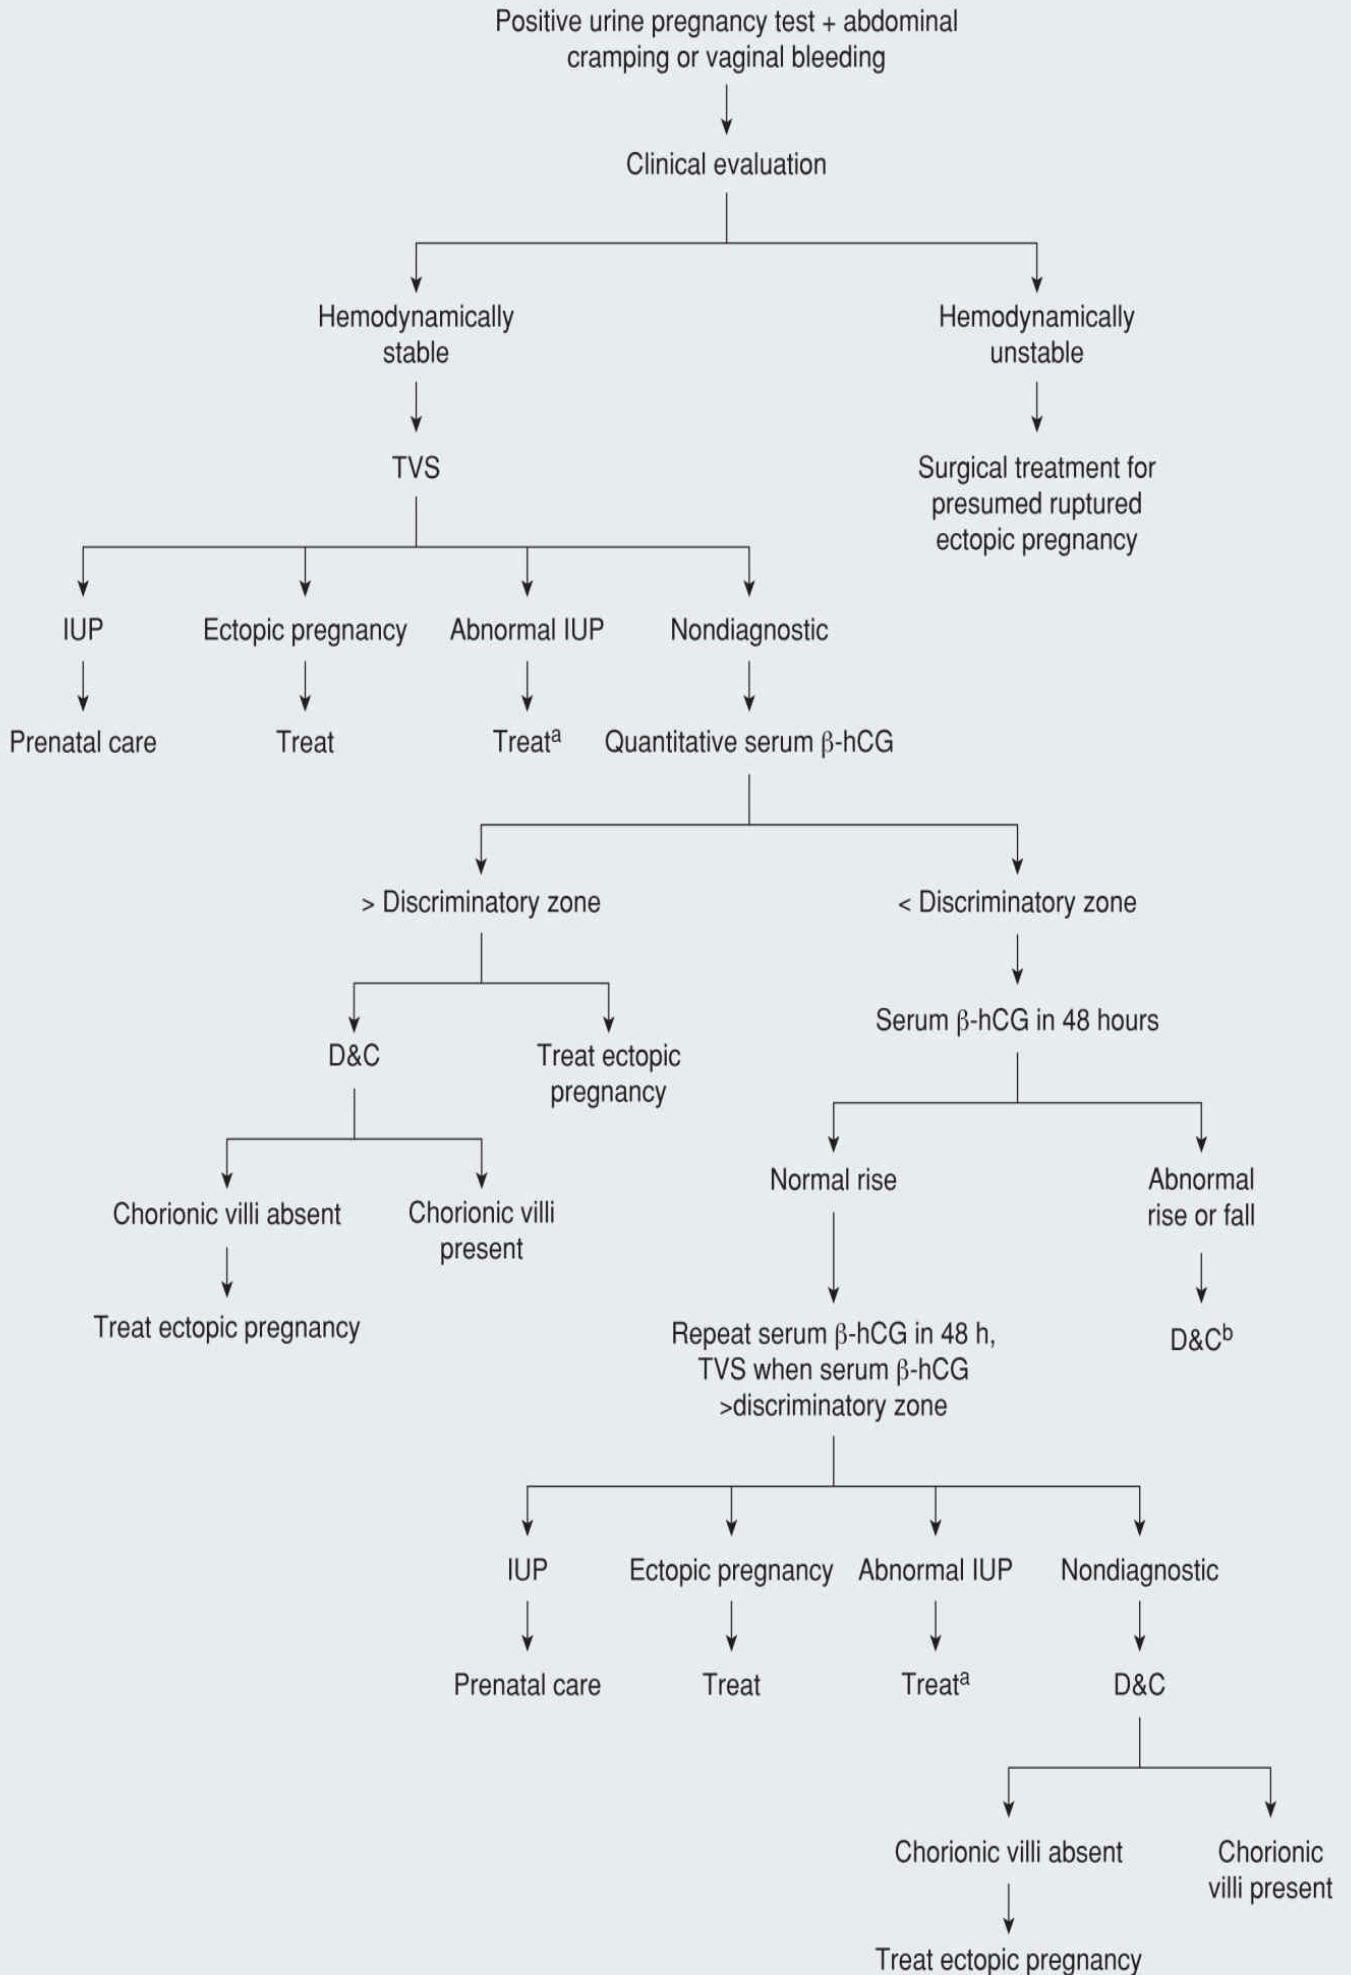 Positive urine pregnancy test + abdominal
cramping or vaginal bleeding
Clinical evaluation
Hemodynamically
stable
Hemodynamically
unstable
TVS
Surgical treatment for
presumed ruptured
ectopic pregnancy
IUP
Ectopic pregnancy
Abnormal IUP
Nondiagnostic
Prenatal care
Treat
Treatᵃ
Quantitative serum β-hCG
> Discriminatory zone
< Discriminatory zone
Serum β-hCG in 48 hours
D&C
Treat ectopic
pregnancy
Normal rise
Abnormal
rise or fall
Chorionic villi absent
Chorionic villi
present
Treat ectopic pregnancy
Repeat serum β-hCG in 48 h,
TVS when serum β-hCG
>discriminatory zone
D&Cᵇ
IUP
Ectopic pregnancy
Abnormal IUP
Nondiagnostic
Prenatal care
Treat
Treatᵃ
D&C
Chorionic villi absent
Chorionic
villi present
Treat ectopic pregnancy